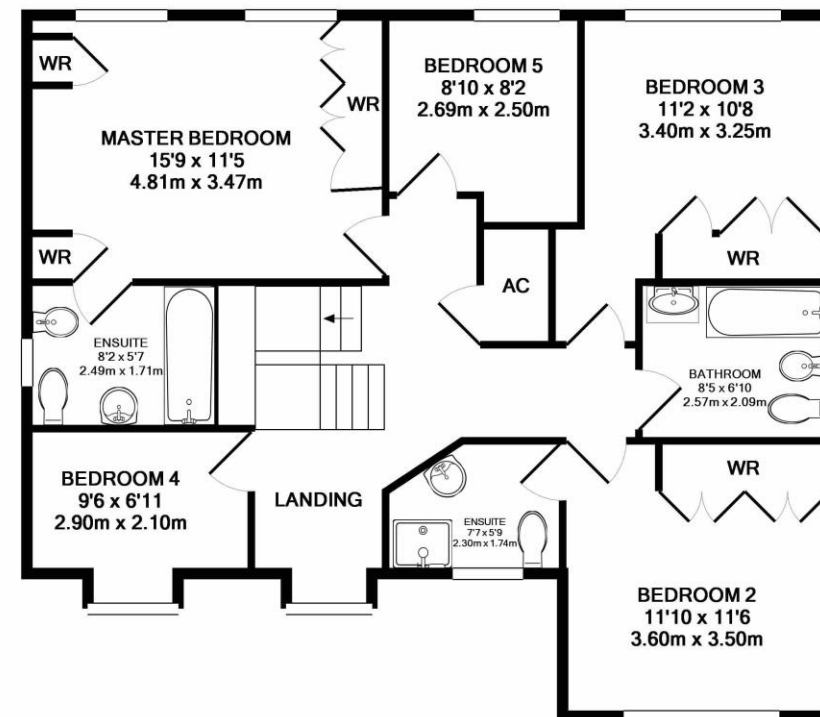 WR
MASTER BEDROOM
15'9 x 11'5
4.81m x 3.47m
WR
WR
BEDROOM 5
8'10 x 8'2
2.69m x 2.50m
BEDROOM 3
11'2 x 10'8
3.40m x 3.25m
WR
AC
ENSUITE
8'2 x 5'7
2.49m x 1.71m
BATHROOM
8'5 x 6'10
2.57m x 2.09m
BEDROOM 4
9'6 x 6'11
2.90m x 2.10m
LANDING
ENSUITE
7'7 x 5'9
2.30m x 1.74m
WR
BEDROOM 2
11'10 x 11'6
3.60m x 3.50m